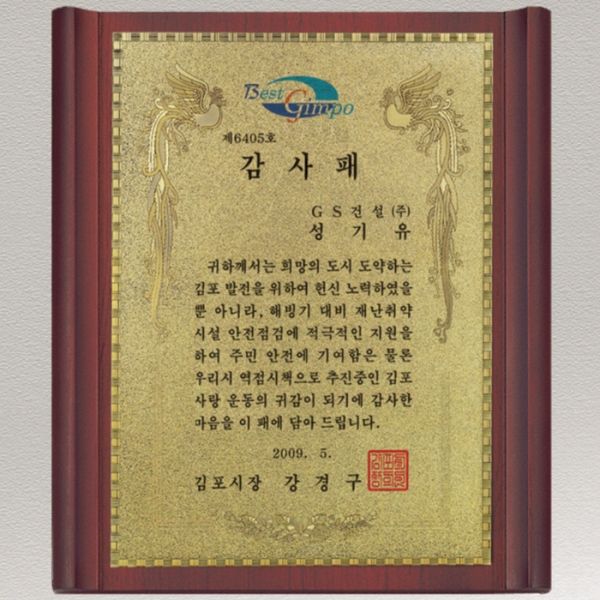 Best
Gimpo
제6405호
감 사 패
G S 건 설 (주)
성 기 유
귀하께서는 희망의 도시 도약하는
김포 발전을 위하여 헌신 노력하였을
뿐 아니라, 해빙기 대비 재난취약
시설 안전점검에 적극적인 지원을
하여 주민 안전에 기여함은 물론
우리시 역점시책으로 추진중인 김포
사랑 운동의 귀감이 되기에 감사한
마음을 이 패에 담아 드립니다.
2009. 5.
김포시장 강 경 구